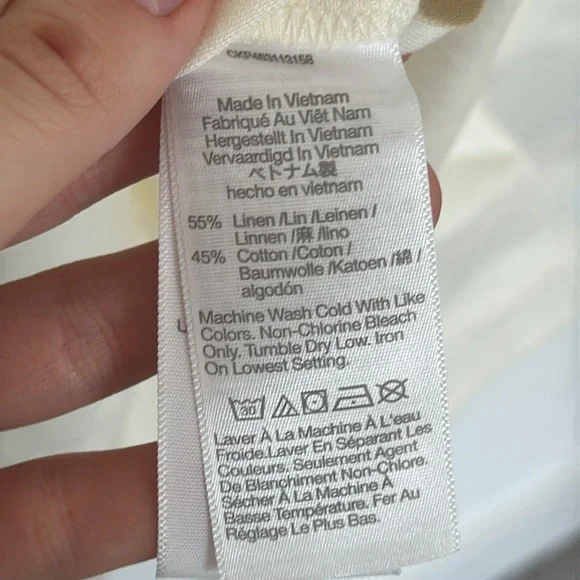 CKP463113158
Made In Vietnam
Fabriqué Au Viêt Nam
Hergestellt In Vietnam
Vervaardigd In Vietnam
ベトナム製
hecho en vietnam
55% Linen /Lin /Leinen /
Linnen /麻 /lino
45% Cotton /Coton /
Baumwolle /Katoen /綿 /
algodón
Machine Wash Cold With Like
Colors. Non-Chlorine Bleach
Only. Tumble Dry Low. Iron
On Lowest Setting.
30
Laver À La Machine À L'eau
Froide.Laver En Séparant Les
Couleurs. Seulement Agent
De Blanchiment Non-Chlore.
Sécher À La Machine À
Basse Température. Fer Au
Réglage Le Plus Bas.